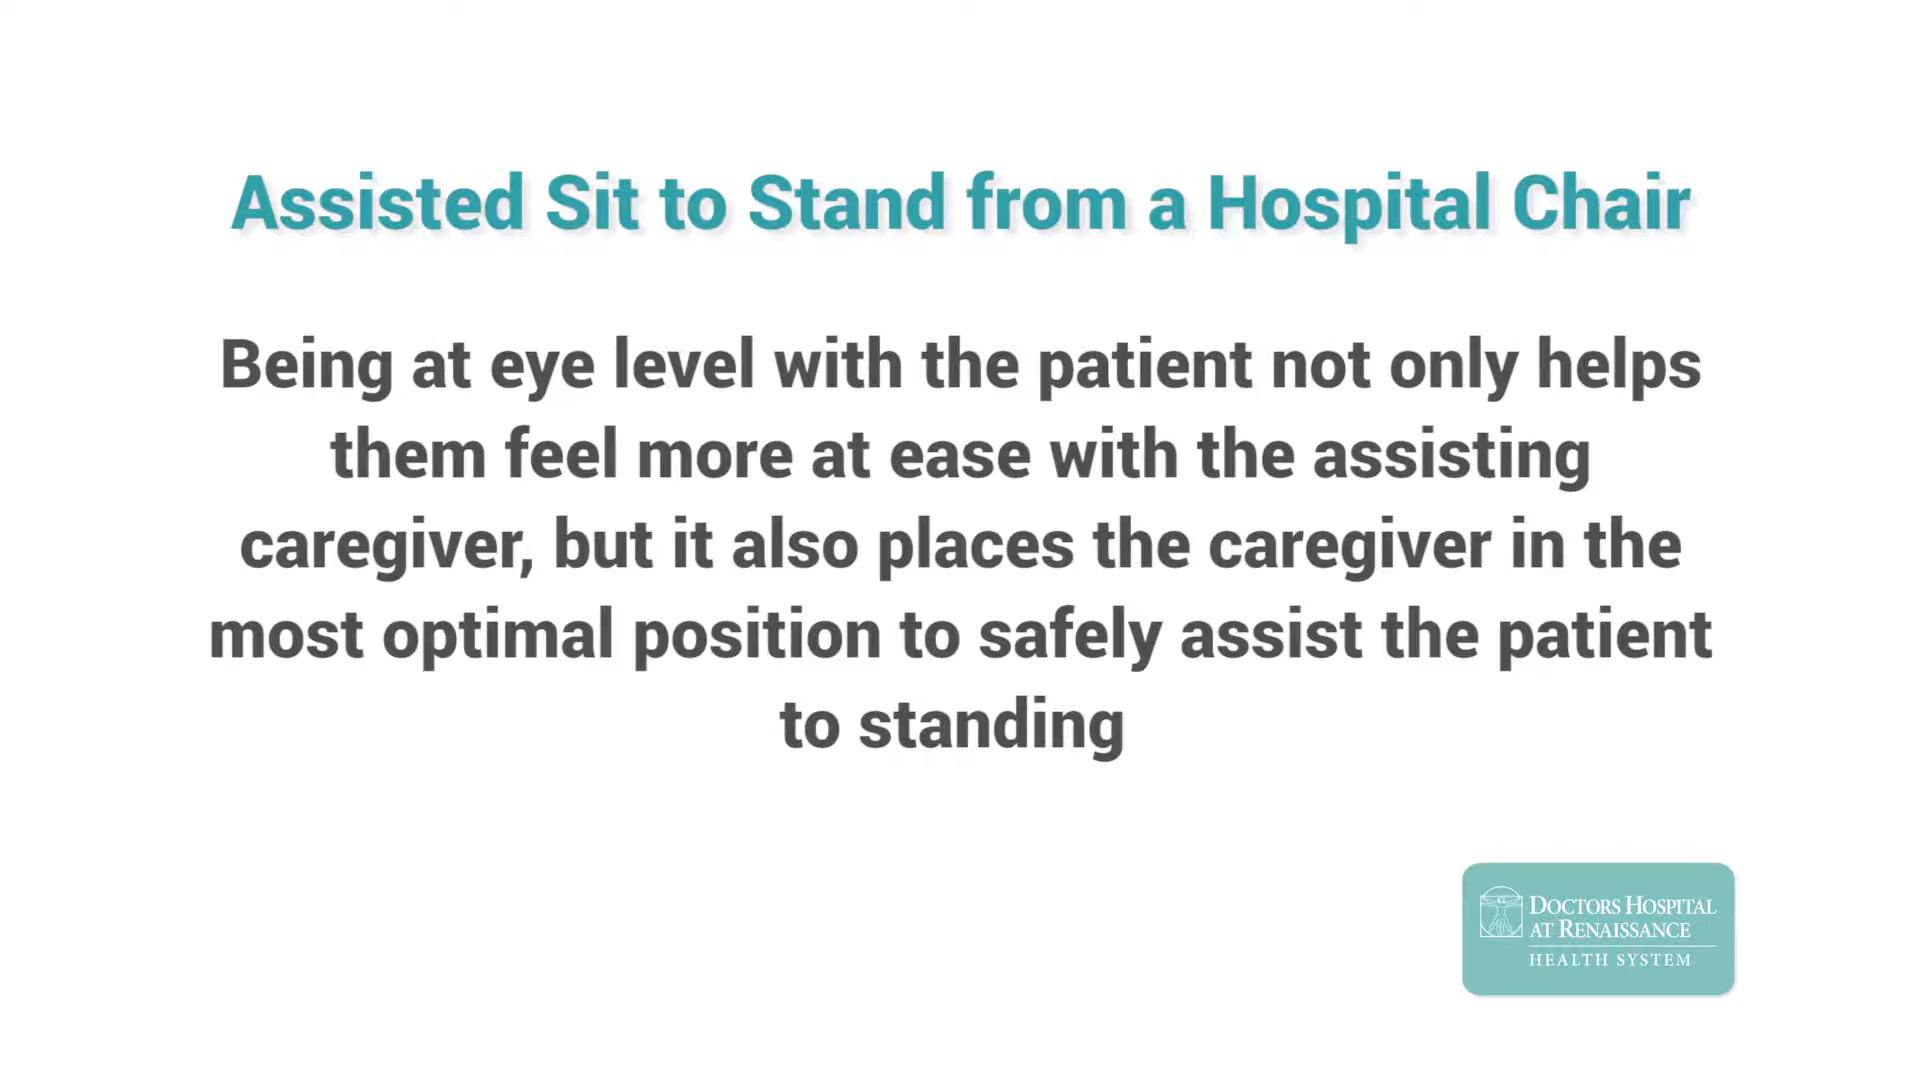 Assisted Sit to Stand from a Hospital Chair
Being at eye level with the patient not only helps
them feel more at ease with the assisting
caregiver, but it also places the caregiver in the
most optimal position to safely assist the patient
to standing
DOCTORS HOSPITAL
AT RENAISSANCE
HEALTH SYSTEM